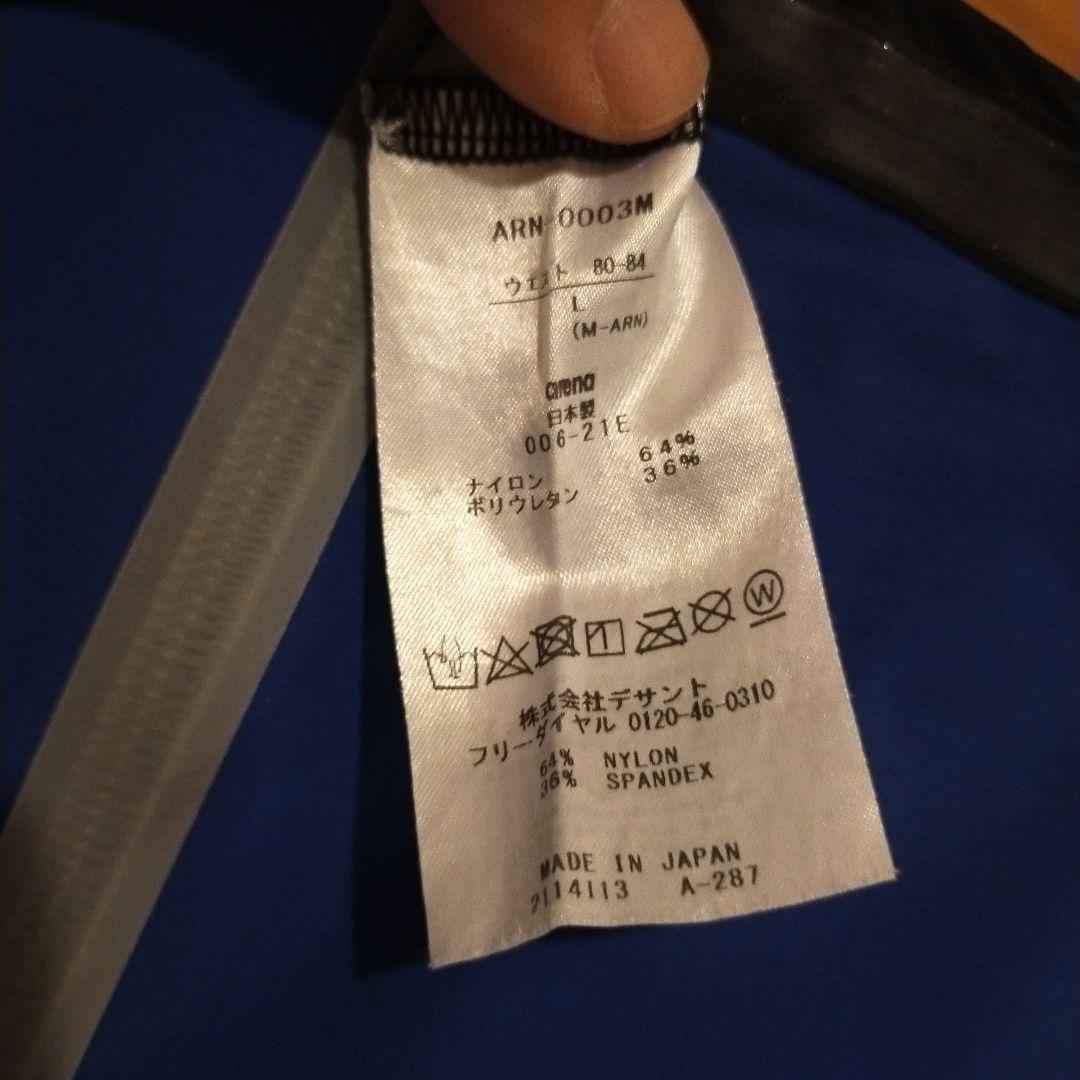 ARN-0003M
ウエスト 80-84
L
(M-ARN)
arena
日本製
006-21E
ナイロン 64%
ポリウレタン 36%
W
株式会社デサント
フリーダイヤル 0120-46-0310
64% NYLON
36% SPANDEX
MADE IN JAPAN
2114113 A-287